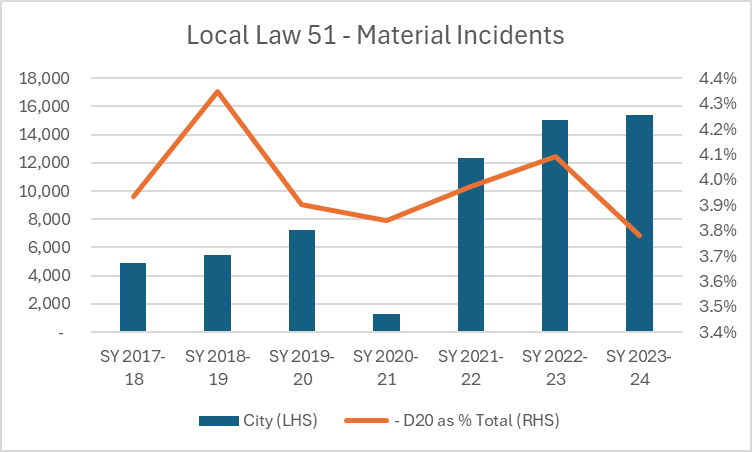 Local Law 51 - Material Incidents
18,000
16,000
14,000
12,000
10,000
8,000
6,000
4,000
2,000
-
4.4%
4.3%
4.2%
4.1%
4.0%
3.9%
3.8%
3.7%
3.6%
3.5%
3.4%
SY 2017-
18
SY 2018-
19
SY 2019-
20
SY 2020-
21
SY 2021-
22
SY 2022-
23
SY 2023-
24
City (LHS)
- D20 as % Total (RHS)